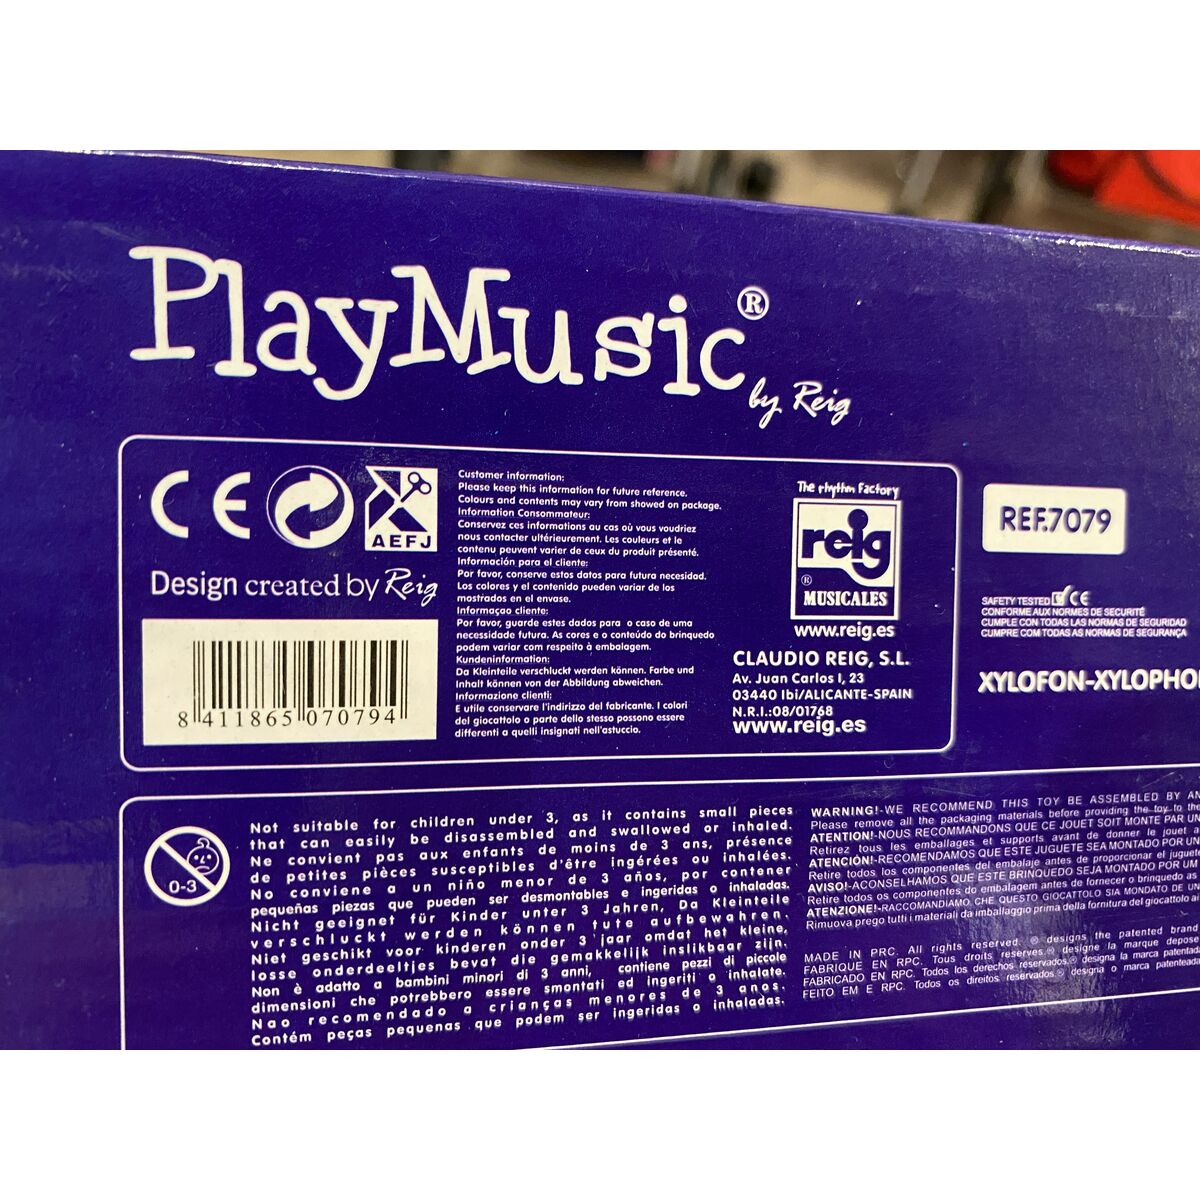 PlayMusic®
by Reig
CE
AEFJ
Design created by Reig
8 411865 070794
Customer information:
Please keep this information for future reference.
Colours and contents may vary from showed on package.
Information Consommateur:
Conservez ces informations au cas où vous voudriez
nous contacter ultérieurement. Les couleurs et le
contenu peuvent varier de ceux du produit présenté.
Información para el cliente:
Por favor, conserve estos datos para futura necesidad.
Los colores y el contenido pueden variar de los
mostrados en el envase.
Informaçao cliente:
Por favor, guarde estes dados para o caso de uma
necessidade futura. As cores e o conteúdo do brinquedo
podem variar com respeito à embalagem.
Kundeninformation:
Da Kleinteile verschluckt werden können. Farbe und
Inhalt können von der Abbildung abweichen.
Informazione clienti:
E utile conservare l'indirizzo del fabricante. I colori
del giocattolo o parte dello stesso possono essere
differenti a quelli insignati nell'astuccio.
The rhythm Factory
reig
® MUSICALES
www.reig.es
CLAUDIO REIG, S.L.
Av. Juan Carlos I, 23
03440 Ibi/ALICANTE-SPAIN
N.R.I.:08/01768
www.reig.es
REF.7079
SAFETY TESTED CE
CONFORME AUX NORMES DE SECURITÉ
CUMPLE CON TODAS LAS NORMAS DE SEGURIDAD
CUMPRE COM TODAS AS NORMAS DE SEGURANÇA
XYLOFON-XYLOPHO
0-3
Not suitable for children under 3, as it contains small pieces
that can easily be disassembled and swallowed or inhaled.
Ne convient pas aux enfants de moins de 3 ans, présence
de petites pièces susceptibles d'être ingérées ou inhalées.
No conviene a un niño menor de 3 años, por contener
pequeñas piezas que pueden ser desmontables e ingeridas o inhaladas.
Nicht geeignet für Kinder unter 3 Jahren, Da Kleinteile
verschluckt werden können tute aufbewahren.
Niet geschikt voor kinderen onder 3 jaar omdat het kleine,
losse onderdeeltjes bevat die gemakkelijk inslikbaar zijn.
Non è adatto a bambini minori di 3 anni, contiene pezzi di piccole
dimensioni che potrebbero essere smontati ed ingeriti o inhalate.
Nao recomendado a crianças menores de 3 anos.
Contém peças pequenas que podem ser ingeridas o inhaladas.
WARNING!-WE RECOMMEND THIS TOY BE ASSEMBLED BY AN
Please remove all the packaging materials before providing the toy to the
ATENTION!-NOUS RECOMMANDONS QUE CE JOUET SOIT MONTE PAR UN
Retirez tous les emballages et supports avant de donner le jouet a
ATENCIÓN!-RECOMENDAMOS QUE ESTE JUGUETE SEA MONTADO POR UM
Retire todos los componentes del embalaje antes de proporcionar el juguete
AVISO!-ACONSELHAMOS QUE ESTE BRINQUEDO SEJA MONTADO POR UM
Retire todos os componentes do embalagem antes de fornecer o brinquedo as
ATENZIONE!-RACCOMANDIAMO CHE QUESTO GIOCATTOLO SIA MONDATO DE UN
Rimuova prego tutti i materiali da imballaggio prima della fornitura del giocattolo ai
MADE IN PRC. All rights reserved. ® designs the patented brand
FABRIQUE EN RPC. Tous droits reserves.® designe la marque depose
FABRICADO EN RPC. Todos los derechos reservados.® designa la marca patentada
FEITO EM E RPC. Todos os direitos reservados.® designa o marca patenteada